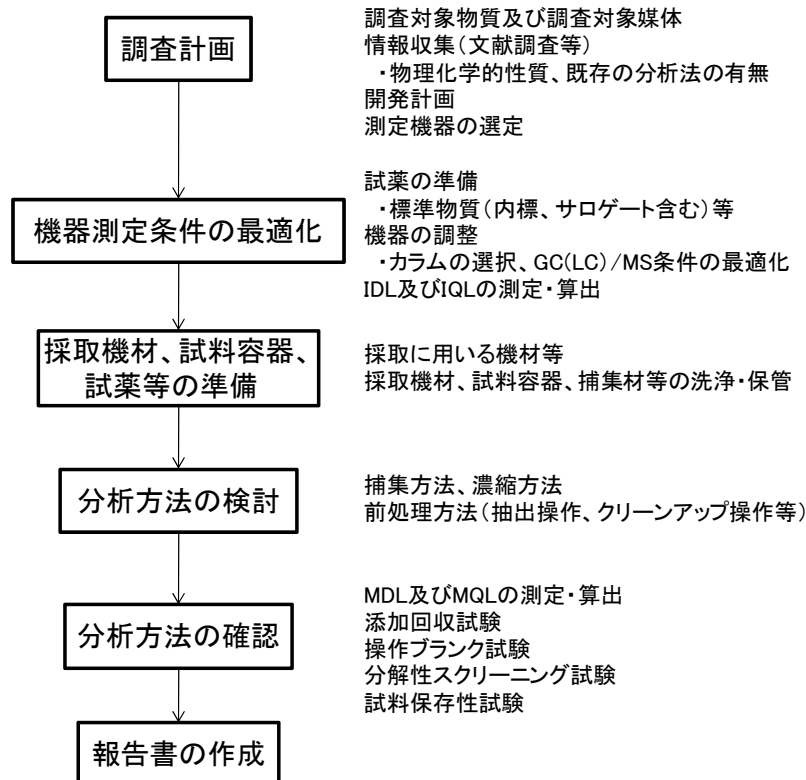 調査計画
調査対象物質及び調査対象媒体
情報収集(文献調査等)
・物理化学的性質、既存の分析法の有無
開発計画
測定機器の選定
機器測定条件の最適化
試薬の準備
・標準物質(内標、サロゲート含む)等
機器の調整
・カラムの選択、GC(LC)/MS条件の最適化
IDL及びIQLの測定・算出
採取機材、試料容器、
試薬等の準備
採取に用いる機材等
採取機材、試料容器、捕集材等の洗浄・保管
分析方法の検討
捕集方法、濃縮方法
前処理方法(抽出操作、クリーンアップ操作等)
分析方法の確認
MDL及びMQLの測定・算出
添加回収試験
操作ブランク試験
分解性スクリーニング試験
試料保存性試験
報告書の作成